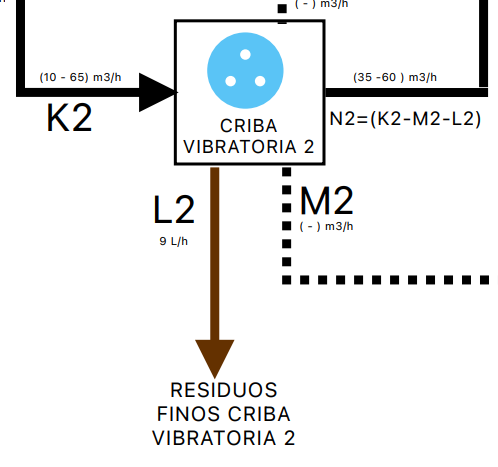 ( - ) m3/h
(10 - 65) m3/h
(35 -60 ) m3/h
K2
CRIBA
VIBRATORIA 2
N2=(K2-M2-L2)
L2
9 L/h
M2
( - ) m3/h
RESIDUOS
FINOS CRIBA
VIBRATORIA 2